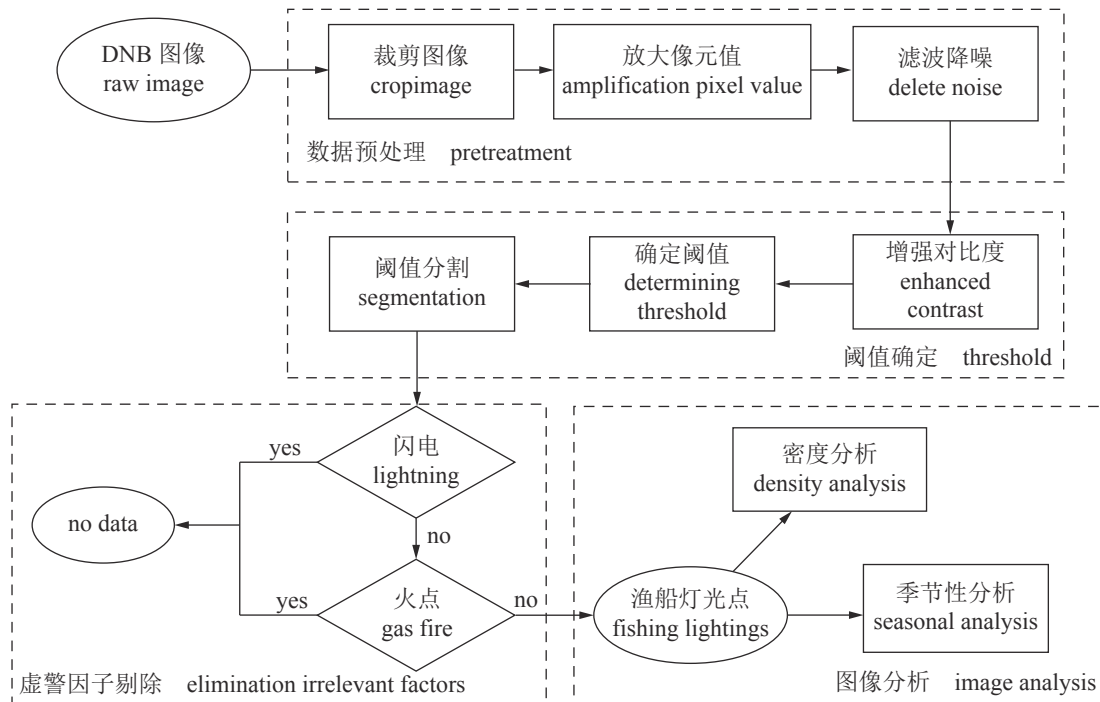 DNB 图像
raw image
裁剪图像
cropimage
放大像元值
amplification pixel value
滤波降噪
delete noise
数据预处理 pretreatment
阈值分割
segmentation
确定阈值
determining
threshold
增强对比度
enhanced
contrast
阈值确定 threshold
yes
闪电
lightning
no data
no
yes
火点
gas fire
no
虚警因子剔除 elimination irrelevant factors
密度分析
density analysis
渔船灯光点
fishing lightings
季节性分析
seasonal analysis
图像分析 image analysis